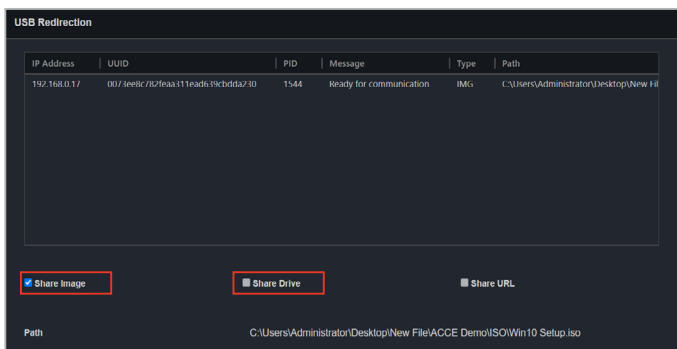 USB Redirection
IP Address UUID PID Message Type Path
192.168.0.17 0073ee8c782feaa311ead639cbdda230 1544 Ready for communication IMG C:\Users\Administrator\Desktop\New Fil
Share Image Share Drive Share URL
Path C:\Users\Administrator\Desktop\New File\ACCE Demo\ISO\Win10 Setup.iso